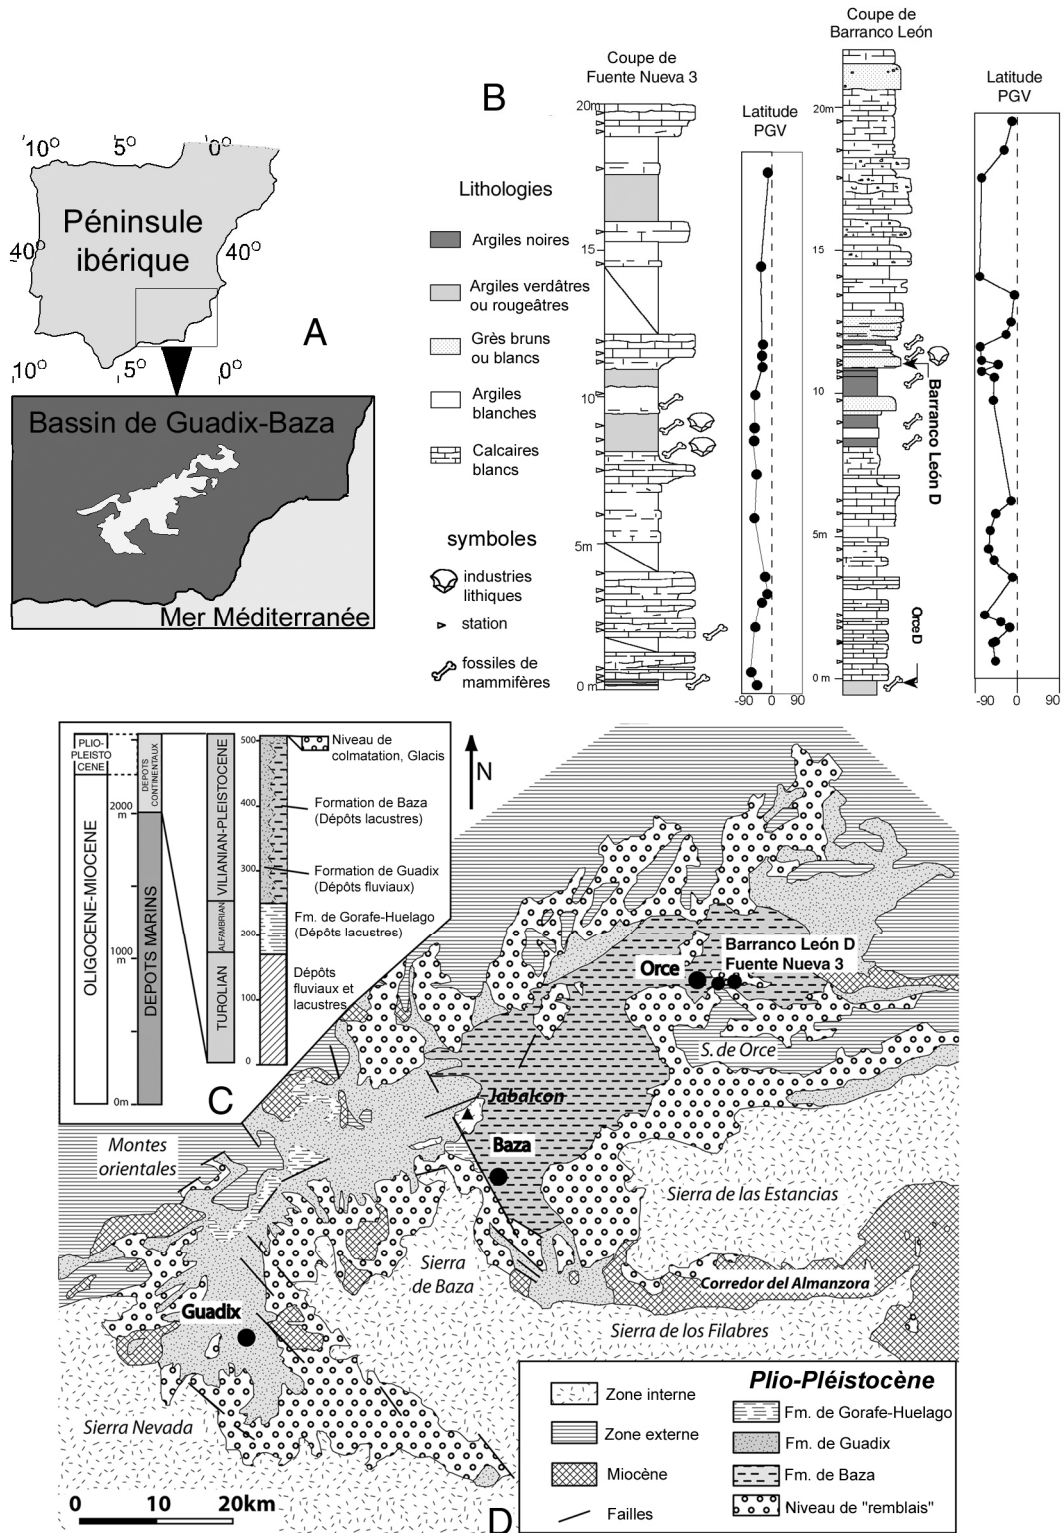 10° 5° 0°
Péninsule
ibérique
40° 40°
A
10° 5° 0°
Bassin de Guadix-Baza
Mer Méditerranée
B
Lithologies
Argiles noires
Argiles verdâtres
ou rougeâtres
Grès bruns
ou blancs
Argiles
blanches
Calcaires
blancs
symboles
industries
lithiques
station
fossiles de
mammifères
Coupe de
Fuente Nueva 3
20m
15
10
5m
0 m
Latitude
PGV
-90 0 90
Coupe de
Barranco León
20m
15
10
5m
0 m
Barranco León D
Orce D
Latitude
PGV
-90 0 90
PLIO-
PLEISTO
CENE
OLIGOCENE-MIOCENE
DEPOTS
CONTINENTAUX
DEPOTS MARINS
2000
m
1000
m
0m
VILLANIAN-PLEISTOCENE
ALFAMBRIAN
TUROLIAN
500
400
300
200
100
0
Niveau de
colmatation, Glacis
Formation de Baza
(Dépôts lacustres)
Formation de Guadix
(Dépôts fluviaux)
Fm. de Gorafe-Huelago
(Dépôts lacustres)
Dépôts
fluviaux et
lacustres
C
N
Orce
Barranco León D
Fuente Nueva 3
S. de Orce
Jabalcon
Baza
Montes
orientales
Sierra de las Estancias
Sierra
de Baza
Corredor del Almanzora
Guadix
Sierra de los Filabres
Sierra Nevada
0 10 20km
D
Zone interne
Zone externe
Miocène
Failles
Plio-Pléistocène
Fm. de Gorafe-Huelago
Fm. de Guadix
Fm. de Baza
Niveau de "remblais"